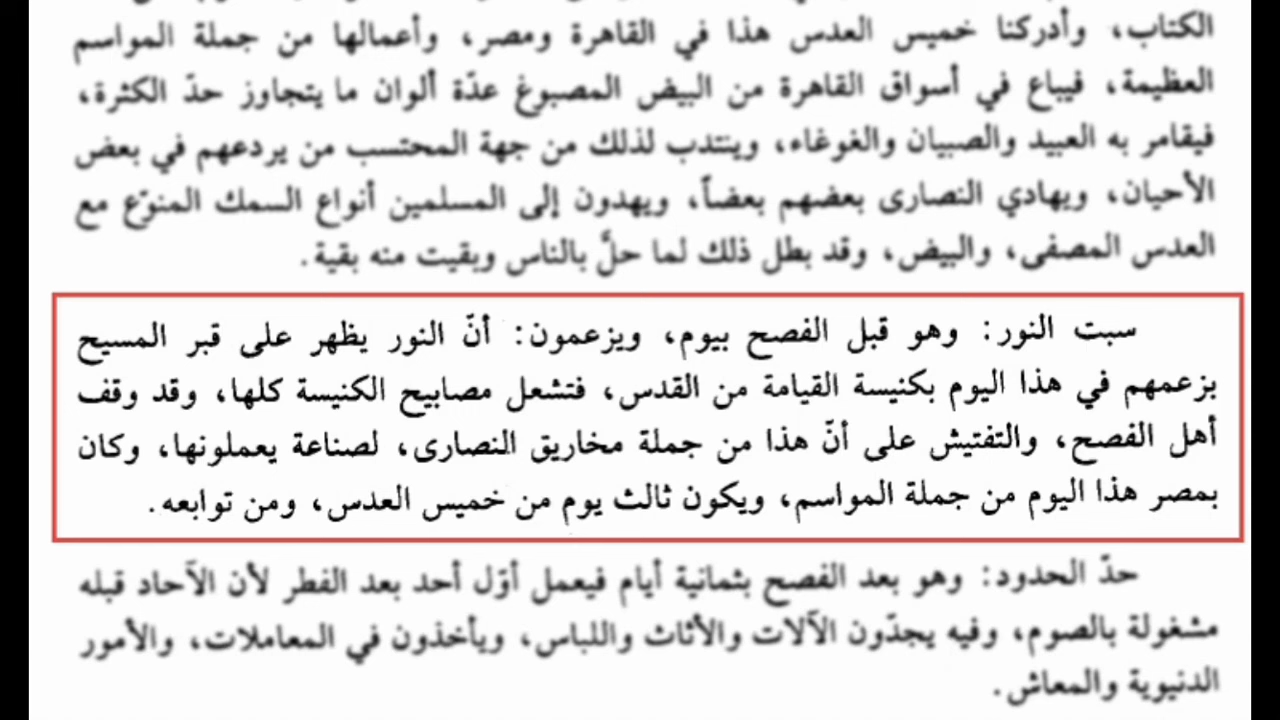 الكتاب، وأدركنا خميس العدس هذا في القاهرة ومصر، وأعمالها من جملة المواسم
العظيمة، فيباع في أسواق القاهرة من البيض المصبوغ عدّة ألوان ما يتجاوز حدّ الكثرة،
فيقامر به العبيد والصبيان والغوغاء، وينتدب لذلك من جهة المحتسب من يردعهم في بعض
الأحيان، ويهادي النصارى بعضهم بعضاً، ويهدون إلى المسلمين أنواع السمك المنوّع مع
العدس المصفى، والبيض، وقد بطل ذلك لما حلَّ بالناس وبقيت منه بقية.
سبت النور: وهو قبل الفصح بيوم، ويزعمون: أنّ النور يظهر على قبر المسيح
بزعمهم في هذا اليوم بكنيسة القيامة من القدس، فتشعل مصابيح الكنيسة كلها، وقد وقف
أهل الفصح، والتفتيش على أنّ هذا من جملة مخاريق النصارى، لصناعة يعملونها، وكان
بمصر هذا اليوم من جملة المواسم، ويكون ثالث يوم من خميس العدس، ومن توابعه.
حدّ الحدود: وهو بعد الفصح بثمانية أيام فيعمل أوّل أحد بعد الفطر لأن الآحاد قبله
مشغولة بالصوم، وفيه يجدّون الآلات والأثاث واللباس، ويأخذون في المعاملات، والأمور
الدنيوية والمعاش.